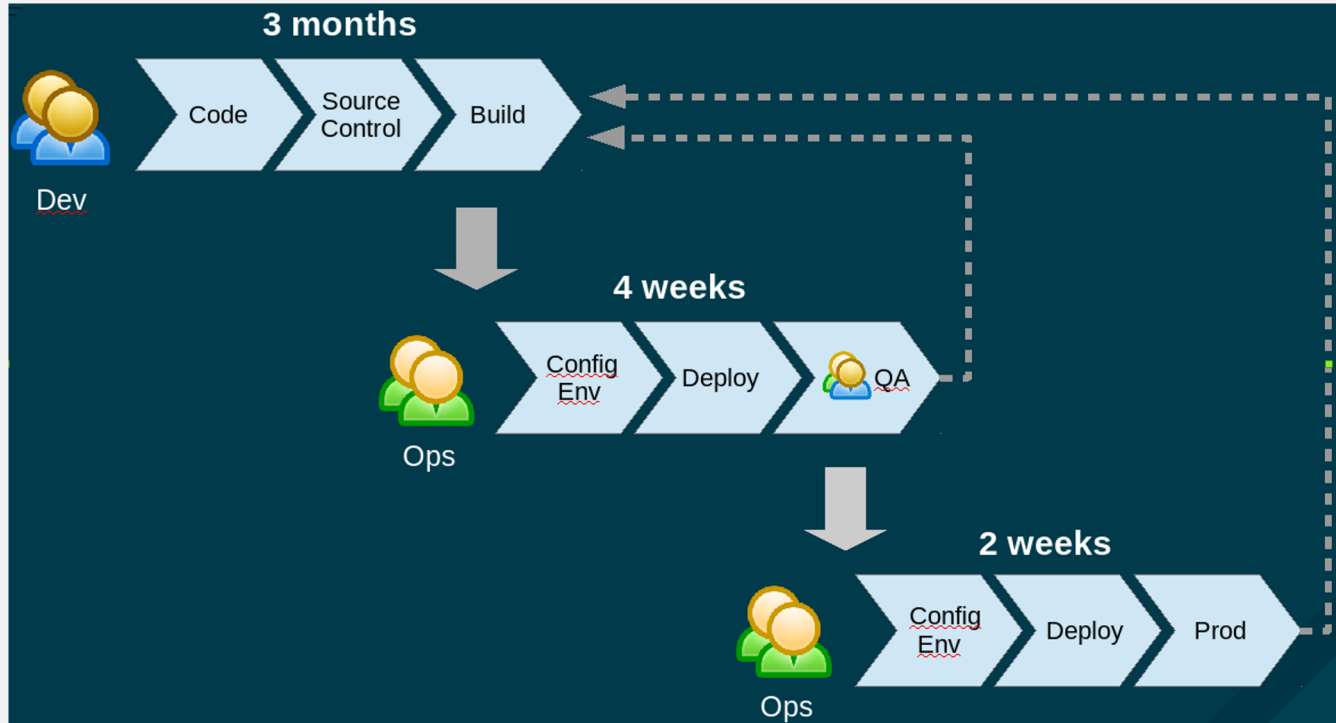 3 months
Code
Source
Control
Build
Dev
4 weeks
Config
Env
Deploy
QA
Ops
2 weeks
Config
Env
Deploy
Prod
Ops